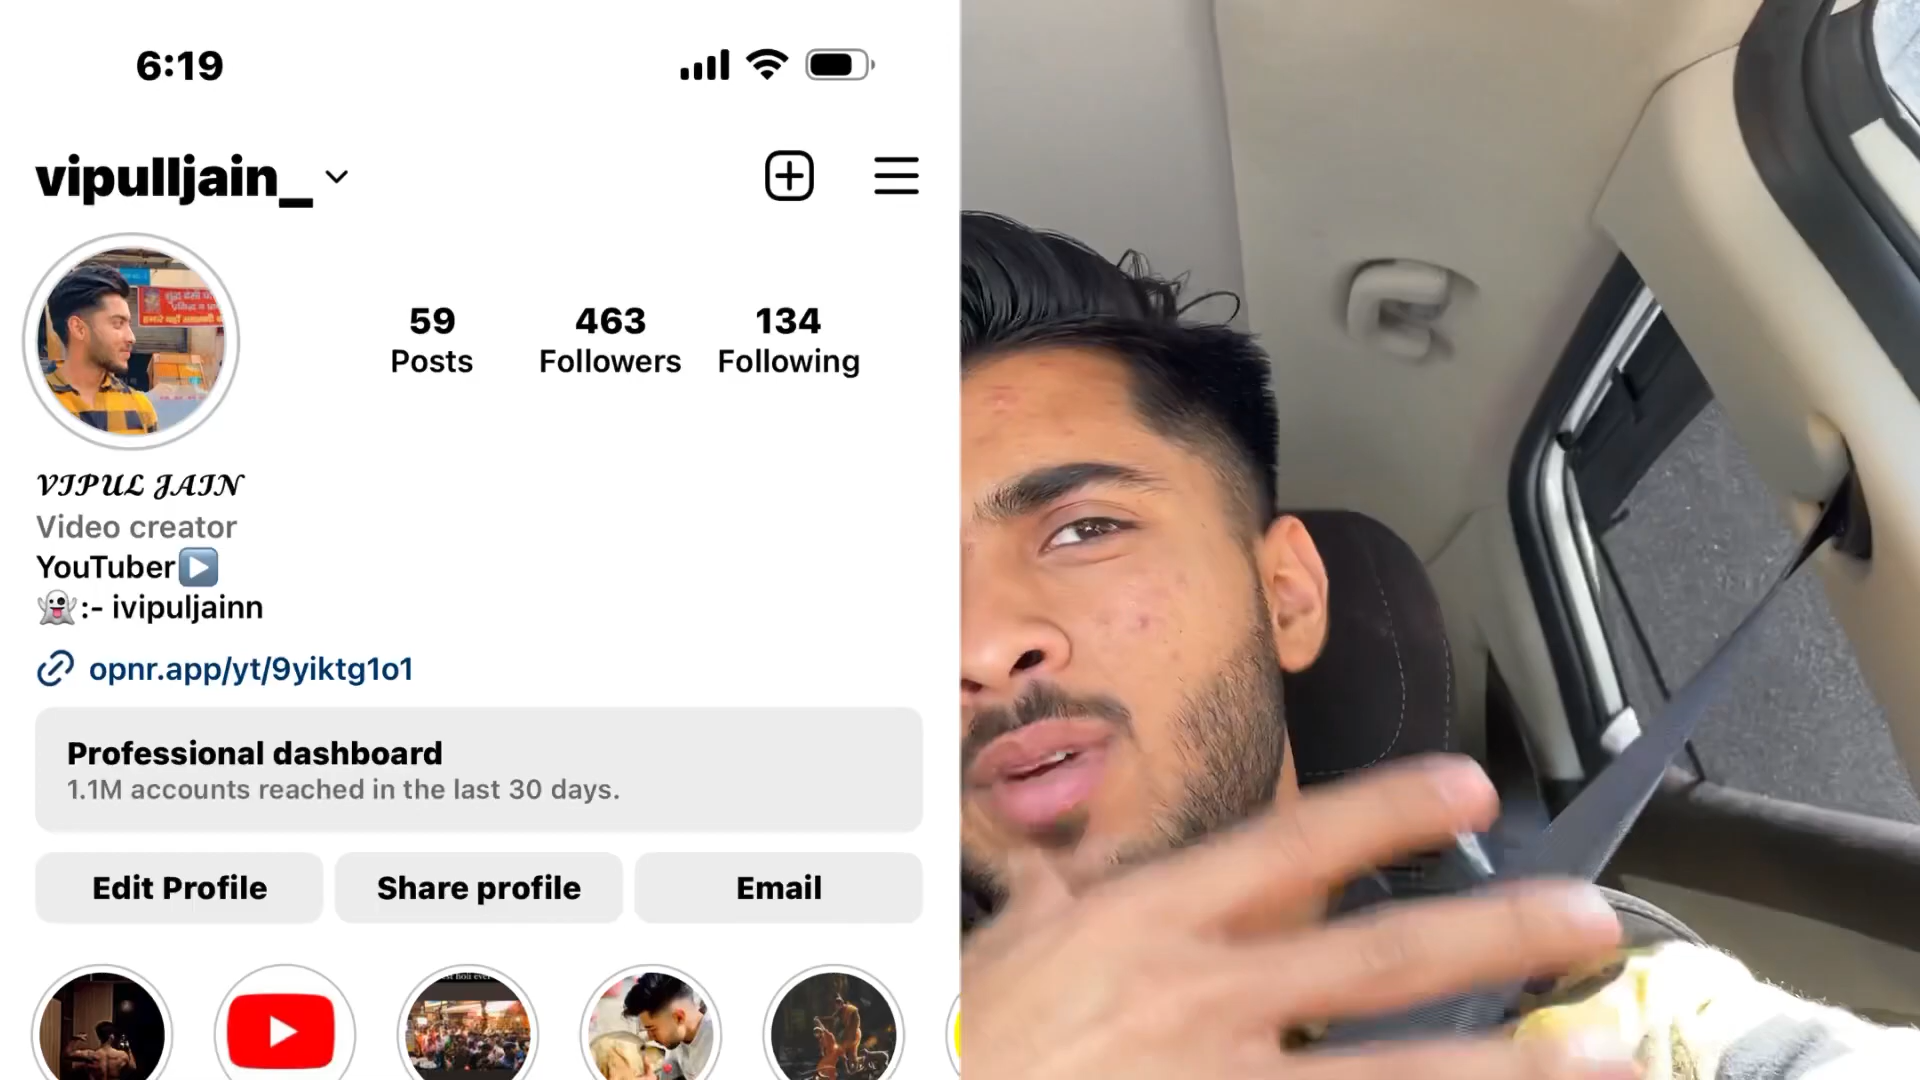 6:19
vipulljain_
59
Posts
463
Followers
134
Following
𝓥𝓘𝓟𝓤𝓛 𝓙𝓐𝓘𝓝
Video creator
YouTuber▶️
👻:- ivipuljainn
opnr.app/yt/9yiktg1o1
Professional dashboard
1.1M accounts reached in the last 30 days.
Edit Profile
Share profile
Email